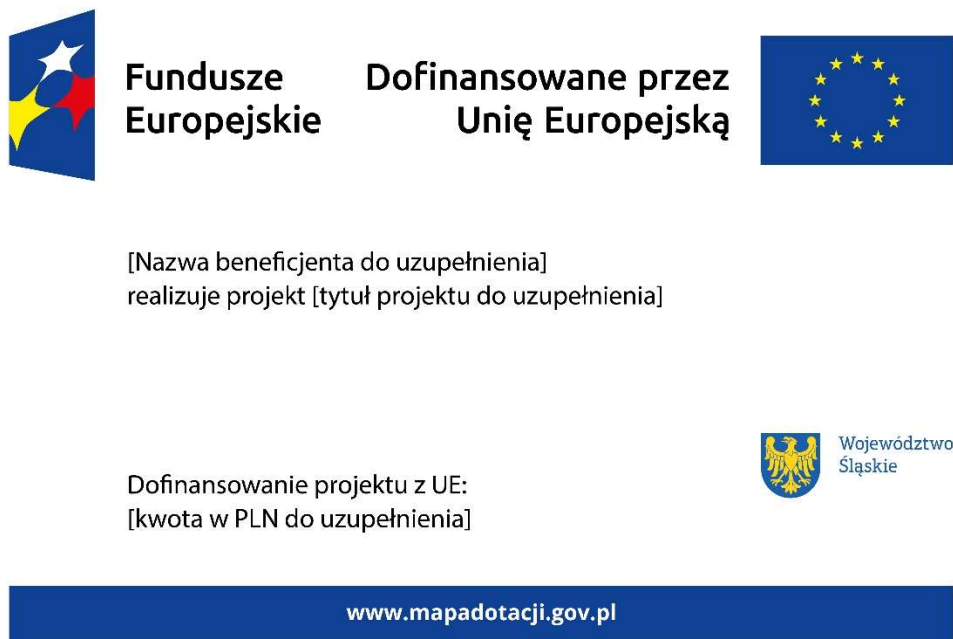 Fundusze
Europejskie
Dofinansowane przez
Unię Europejską
[Nazwa beneficjenta do uzupełnienia]
realizuje projekt [tytuł projektu do uzupełnienia]
Województwo
Śląskie
Dofinansowanie projektu z UE:
[kwota w PLN do uzupełnienia]
www.mapadotacji.gov.pl